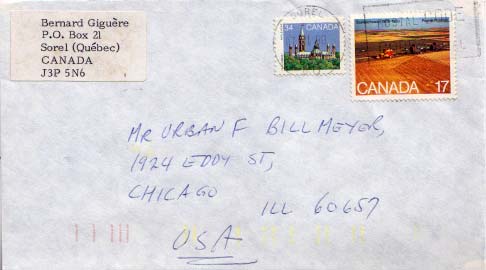 Bernard Giguère
P.O. Box 21
Sorel (Québec)
CANADA
J3P 5N6
34
SOREL
CANADA 17
MR URBAN F BILLMEYER,
1924 EDDY ST,
CHICAGO
ILL 60657
USA